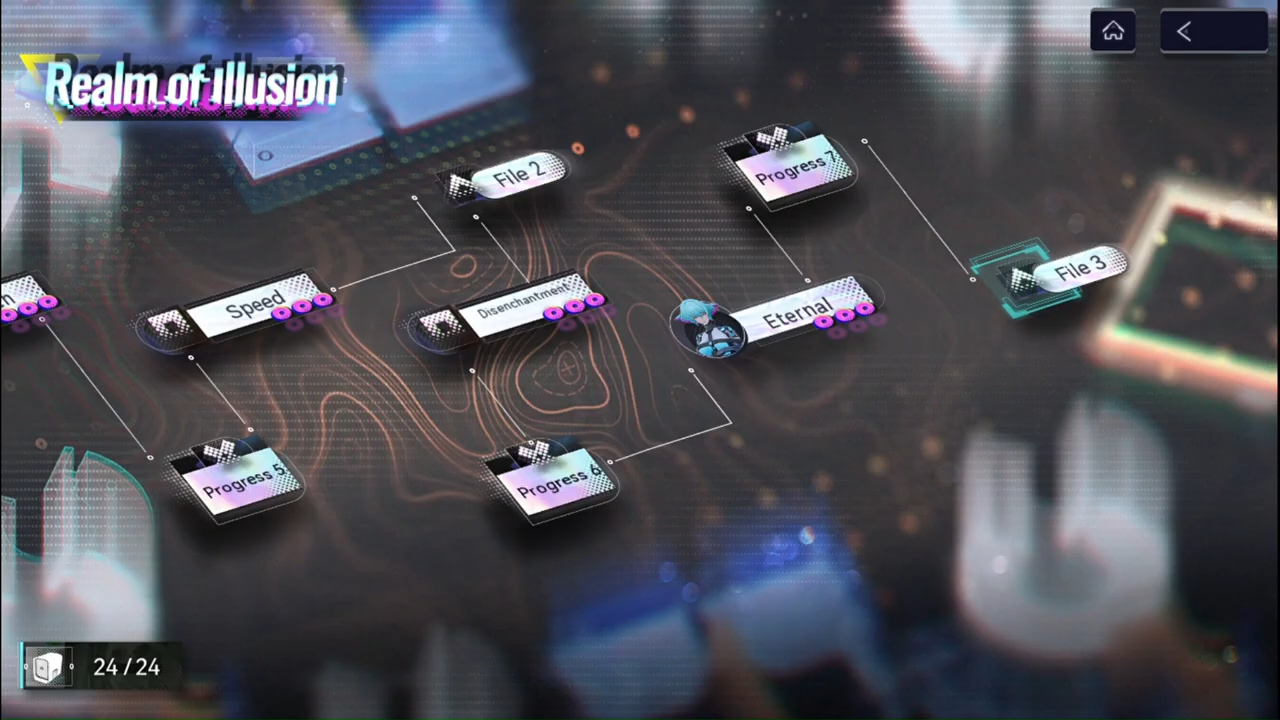 Realm of Illusion
File 2
Progress 7
File 3
Speed
Disenchantment
Eternal
Progress 5
Progress 6
24/24